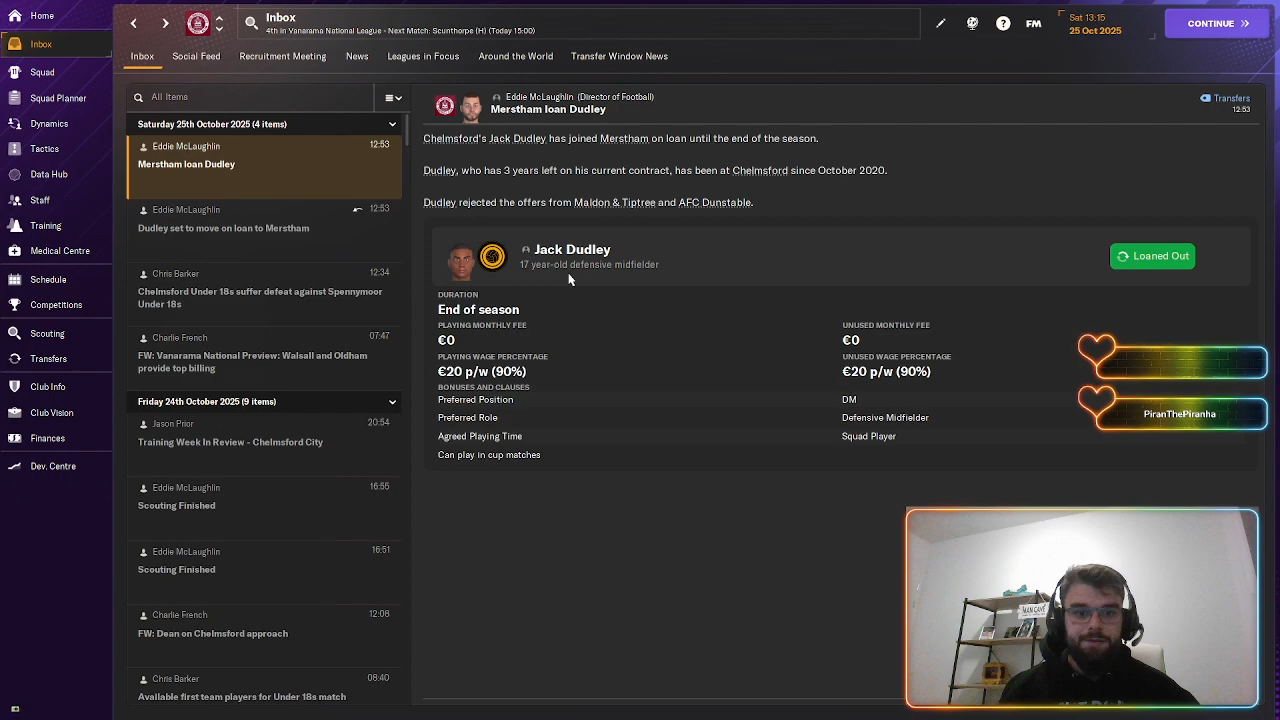 Home
Inbox
Squad
Squad Planner
Dynamics
Tactics
Data Hub
Staff
Training
Medical Centre
Schedule
Competitions
Scouting
Transfers
Club Info
Club Vision
Finances
Dev. Centre
Inbox
4th in Vanarama National League - Next Match: Scunthorpe (H) (Today 15:00)
FM
Sat 13:15
25 Oct 2025
CONTINUE
Inbox Social Feed Recruitment Meeting News Leagues in Focus Around the World Transfer Window News
All Items
Saturday 25th October 2025 (4 items)
Eddie McLaughlin 12:53
Merstham loan Dudley
Eddie McLaughlin 12:53
Dudley set to move on loan to Merstham
Chris Barker 12:34
Chelmsford Under 18s suffer defeat against Spennymoor
Under 18s
Charlie French 07:47
FW: Vanarama National Preview: Walsall and Oldham
provide top billing
Friday 24th October 2025 (9 items)
Jason Prior 20:54
Training Week In Review - Chelmsford City
Eddie McLaughlin 16:55
Scouting Finished
Eddie McLaughlin 16:51
Scouting Finished
Charlie French 12:08
FW: Dean on Chelmsford approach
Chris Barker 08:40
Available first team players for Under 18s match
Eddie McLaughlin (Director of Football)
Merstham loan Dudley
Transfers
12:53
Chelmsford's Jack Dudley has joined Merstham on loan until the end of the season.
Dudley, who has 3 years left on his current contract, has been at Chelmsford since October 2020.
Dudley rejected the offers from Maldon & Tiptree and AFC Dunstable.
Jack Dudley
17 year-old defensive midfielder
Loaned Out
DURATION
End of season
PLAYING MONTHLY FEE UNUSED MONTHLY FEE
€0 €0
PLAYING WAGE PERCENTAGE UNUSED WAGE PERCENTAGE
€20 p/w (90%) €20 p/w (90%)
BONUSES AND CLAUSES
Preferred Position DM
Preferred Role Defensive Midfielder
Agreed Playing Time Squad Player
Can play in cup matches
PiranThePiranha
MAN CAVE